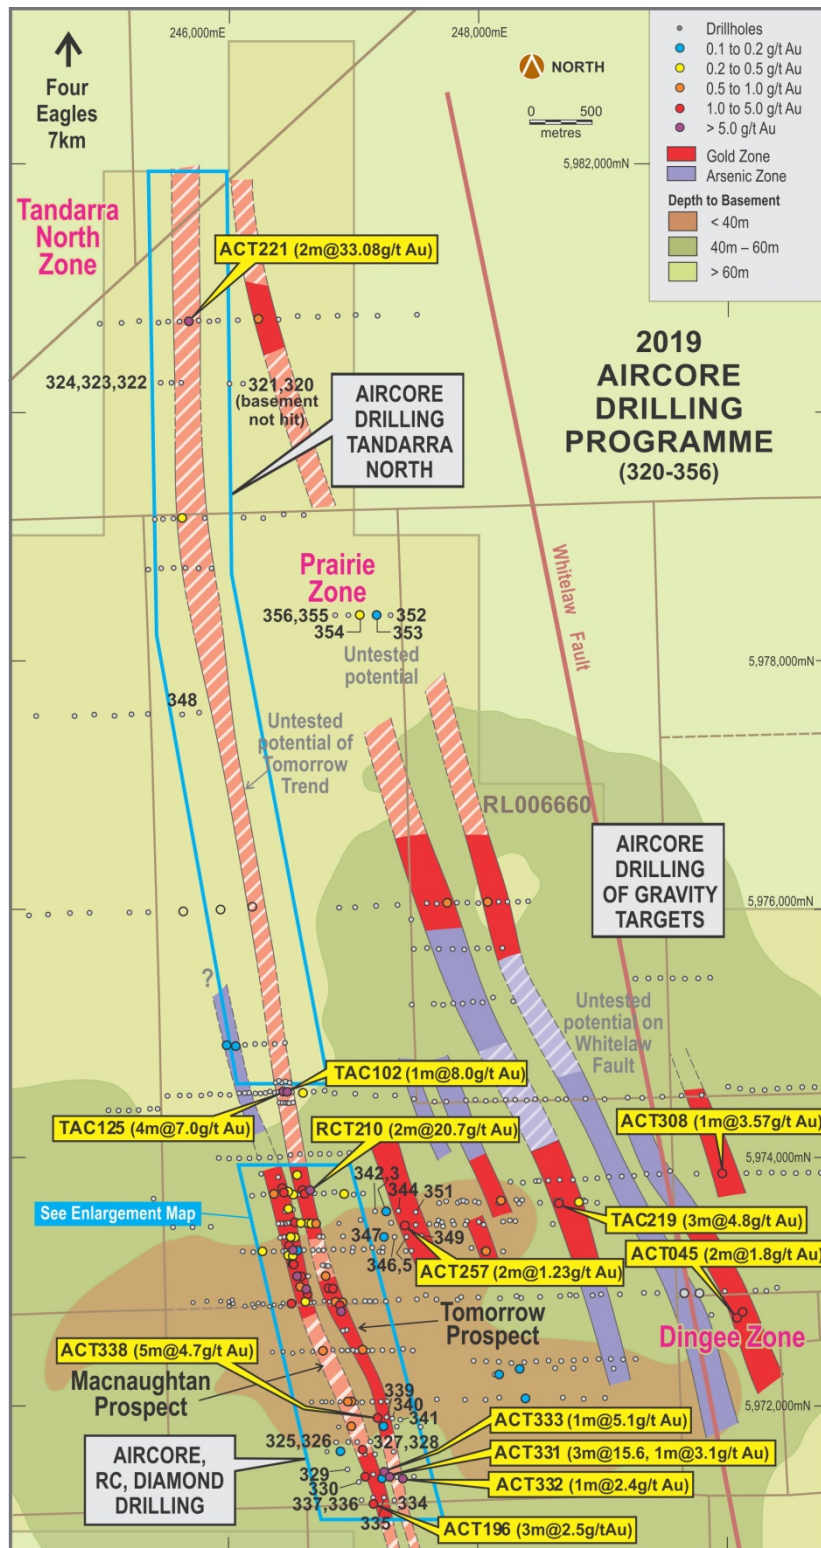 246,000mE
248,000mE
Four
Eagles
7km
NORTH
0 500
metres
Drillholes
0.1 to 0.2 g/t Au
0.2 to 0.5 g/t Au
0.5 to 1.0 g/t Au
1.0 to 5.0 g/t Au
> 5.0 g/t Au
Gold Zone
Arsenic Zone
Depth to Basement
< 40m
40m – 60m
> 60m
5,982,000mN
Tandarra
North
Zone
ACT221 (2m@33.08g/t Au)
2019
AIRCORE
DRILLING
PROGRAMME
(320-356)
324,323,322
321,320
(basement
not hit)
AIRCORE
DRILLING
TANDARRA
NORTH
Whitelaw Fault
Prairie
Zone
356,355
352
354
353
Untested
potential
5,978,000mN
348
Untested
potential of
Tomorrow
Trend
RL006660
AIRCORE
DRILLING
OF GRAVITY
TARGETS
5,976,000mN
?
Untested
potential on
Whitelaw
Fault
TAC102 (1m@8.0g/t Au)
TAC125 (4m@7.0g/t Au)
RCT210 (2m@20.7g/t Au)
ACT308 (1m@3.57g/t Au)
5,974,000mN
See Enlargement Map
342,3
344
351
347
349
346,5
TAC219 (3m@4.8g/t Au)
ACT257 (2m@1.23g/t Au)
ACT045 (2m@1.8g/t Au)
Tomorrow
Prospect
Dingee Zone
ACT338 (5m@4.7g/t Au)
Macnaughtan
Prospect
339
340
341
5,972,000mN
ACT333 (1m@5.1g/t Au)
325,326
327,328
ACT331 (3m@15.6, 1m@3.1g/t Au)
AIRCORE,
RC, DIAMOND
DRILLING
329
330
ACT332 (1m@2.4g/t Au)
337,336
334
335
ACT196 (3m@2.5g/tAu)